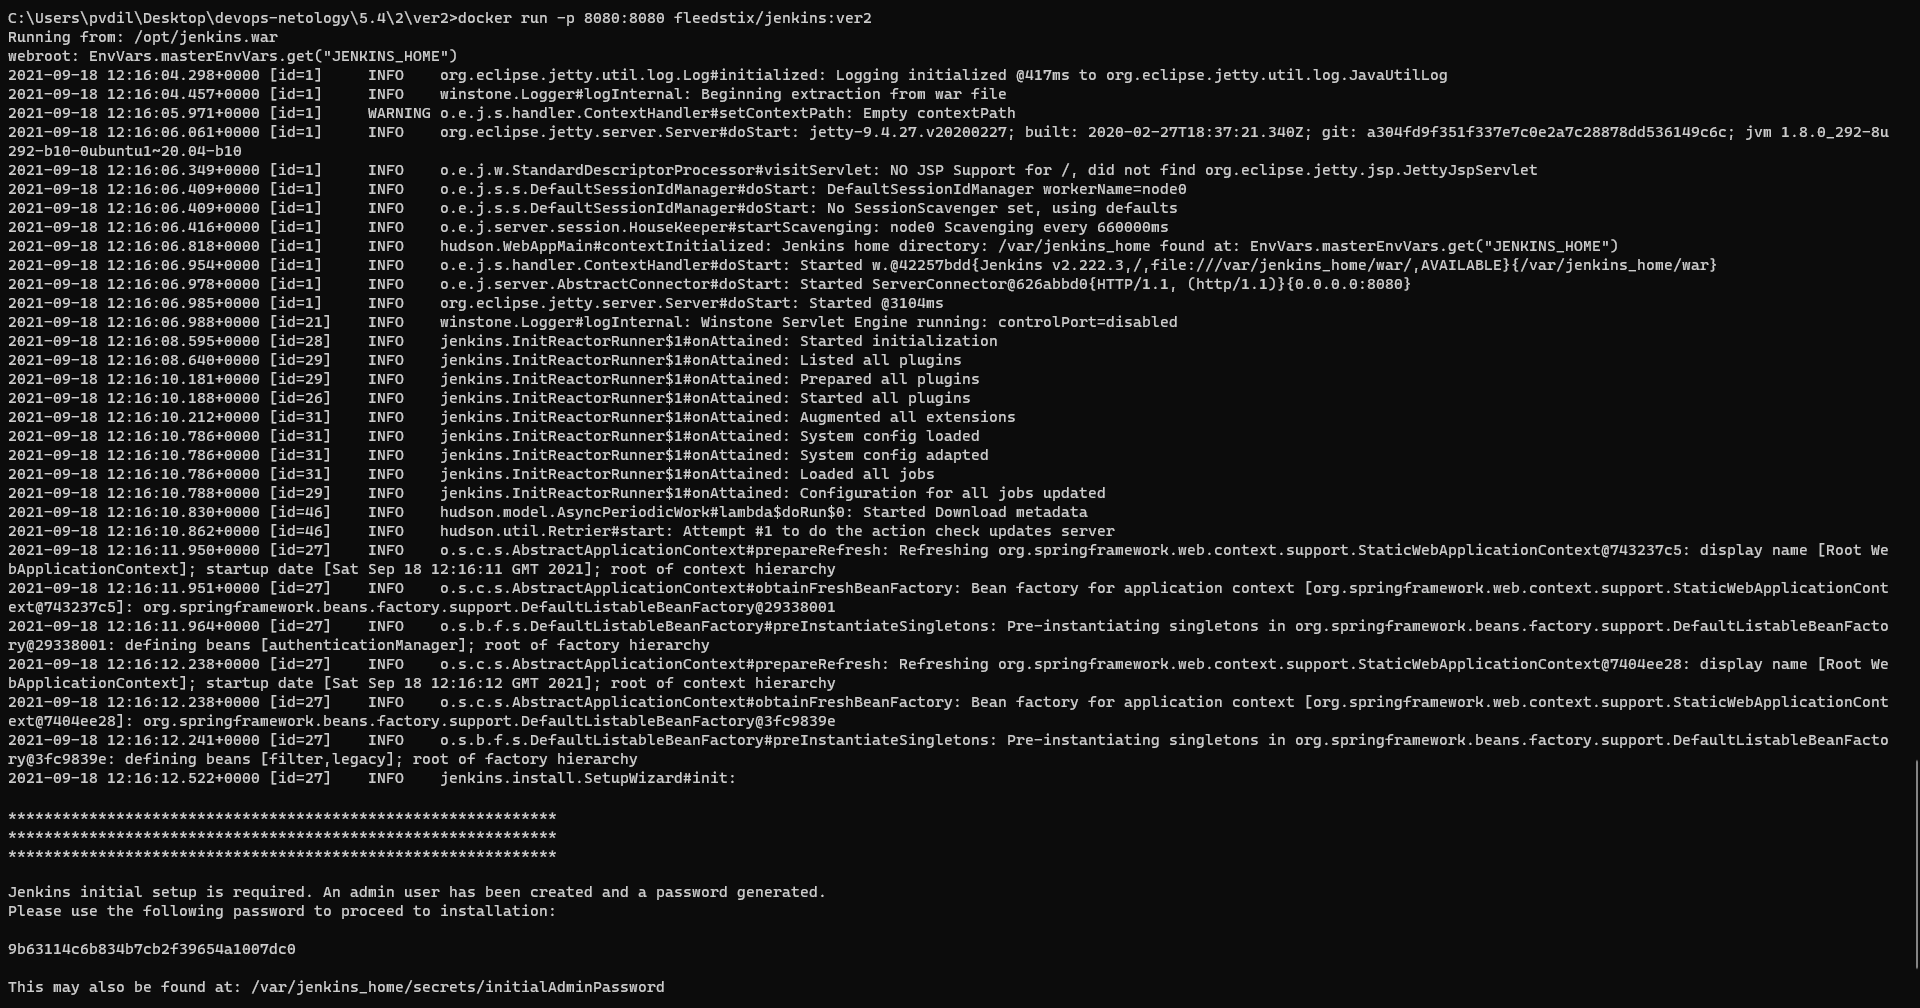 C:\Users\pvdil\Desktop\devops-netology\5.4\2\ver2>docker run -p 8080:8080 fleedstix/jenkins:ver2
Running from: /opt/jenkins.war
webroot: EnvVars.masterEnvVars.get("JENKINS_HOME")
2021-09-18 12:16:04.298+0000 [id=1]     INFO    org.eclipse.jetty.util.log.Log#initialized: Logging initialized @417ms to org.eclipse.jetty.util.log.JavaUtilLog
2021-09-18 12:16:04.457+0000 [id=1]     INFO    winstone.Logger#logInternal: Beginning extraction from war file
2021-09-18 12:16:05.971+0000 [id=1]     WARNING o.e.j.s.handler.ContextHandler#setContextPath: Empty contextPath
2021-09-18 12:16:06.061+0000 [id=1]     INFO    org.eclipse.jetty.server.Server#doStart: jetty-9.4.27.v20200227; built: 2020-02-27T18:37:21.340Z; git: a304fd9f351f337e7c0e2a7c28878dd536149c6c; jvm 1.8.0_292-8u
292-b10-0ubuntu1~20.04-b10
2021-09-18 12:16:06.349+0000 [id=1]     INFO    o.e.j.w.StandardDescriptorProcessor#visitServlet: NO JSP Support for /, did not find org.eclipse.jetty.jsp.JettyJspServlet
2021-09-18 12:16:06.409+0000 [id=1]     INFO    o.e.j.s.s.DefaultSessionIdManager#doStart: DefaultSessionIdManager workerName=node0
2021-09-18 12:16:06.409+0000 [id=1]     INFO    o.e.j.s.s.DefaultSessionIdManager#doStart: No SessionScavenger set, using defaults
2021-09-18 12:16:06.416+0000 [id=1]     INFO    o.e.j.server.session.HouseKeeper#startScavenging: node0 Scavenging every 660000ms
2021-09-18 12:16:06.818+0000 [id=1]     INFO    hudson.WebAppMain#contextInitialized: Jenkins home directory: /var/jenkins_home found at: EnvVars.masterEnvVars.get("JENKINS_HOME")
2021-09-18 12:16:06.954+0000 [id=1]     INFO    o.e.j.s.handler.ContextHandler#doStart: Started w.@42257bdd{Jenkins v2.222.3,/,file:///var/jenkins_home/war/,AVAILABLE}{/var/jenkins_home/war}
2021-09-18 12:16:06.978+0000 [id=1]     INFO    o.e.j.server.AbstractConnector#doStart: Started ServerConnector@626abbd0{HTTP/1.1, (http/1.1)}{0.0.0.0:8080}
2021-09-18 12:16:06.985+0000 [id=1]     INFO    org.eclipse.jetty.server.Server#doStart: Started @3104ms
2021-09-18 12:16:06.988+0000 [id=21]    INFO    winstone.Logger#logInternal: Winstone Servlet Engine running: controlPort=disabled
2021-09-18 12:16:08.595+0000 [id=28]    INFO    jenkins.InitReactorRunner$1#onAttained: Started initialization
2021-09-18 12:16:08.640+0000 [id=29]    INFO    jenkins.InitReactorRunner$1#onAttained: Listed all plugins
2021-09-18 12:16:10.181+0000 [id=29]    INFO    jenkins.InitReactorRunner$1#onAttained: Prepared all plugins
2021-09-18 12:16:10.188+0000 [id=26]    INFO    jenkins.InitReactorRunner$1#onAttained: Started all plugins
2021-09-18 12:16:10.212+0000 [id=31]    INFO    jenkins.InitReactorRunner$1#onAttained: Augmented all extensions
2021-09-18 12:16:10.786+0000 [id=31]    INFO    jenkins.InitReactorRunner$1#onAttained: System config loaded
2021-09-18 12:16:10.786+0000 [id=31]    INFO    jenkins.InitReactorRunner$1#onAttained: System config adapted
2021-09-18 12:16:10.786+0000 [id=31]    INFO    jenkins.InitReactorRunner$1#onAttained: Loaded all jobs
2021-09-18 12:16:10.788+0000 [id=29]    INFO    jenkins.InitReactorRunner$1#onAttained: Configuration for all jobs updated
2021-09-18 12:16:10.830+0000 [id=46]    INFO    hudson.model.AsyncPeriodicWork#lambda$doRun$0: Started Download metadata
2021-09-18 12:16:10.862+0000 [id=46]    INFO    hudson.util.Retrier#start: Attempt #1 to do the action check updates server
2021-09-18 12:16:11.950+0000 [id=27]    INFO    o.s.c.s.AbstractApplicationContext#prepareRefresh: Refreshing org.springframework.web.context.support.StaticWebApplicationContext@743237c5: display name [Root We
bApplicationContext]; startup date [Sat Sep 18 12:16:11 GMT 2021]; root of context hierarchy
2021-09-18 12:16:11.951+0000 [id=27]    INFO    o.s.c.s.AbstractApplicationContext#obtainFreshBeanFactory: Bean factory for application context [org.springframework.web.context.support.StaticWebApplicationCont
ext@743237c5]: org.springframework.beans.factory.support.DefaultListableBeanFactory@29338001
2021-09-18 12:16:11.964+0000 [id=27]    INFO    o.s.b.f.s.DefaultListableBeanFactory#preInstantiateSingletons: Pre-instantiating singletons in org.springframework.beans.factory.support.DefaultListableBeanFacto
ry@29338001: defining beans [authenticationManager]; root of factory hierarchy
2021-09-18 12:16:12.238+0000 [id=27]    INFO    o.s.c.s.AbstractApplicationContext#prepareRefresh: Refreshing org.springframework.web.context.support.StaticWebApplicationContext@7404ee28: display name [Root We
bApplicationContext]; startup date [Sat Sep 18 12:16:12 GMT 2021]; root of context hierarchy
2021-09-18 12:16:12.238+0000 [id=27]    INFO    o.s.c.s.AbstractApplicationContext#obtainFreshBeanFactory: Bean factory for application context [org.springframework.web.context.support.StaticWebApplicationCont
ext@7404ee28]: org.springframework.beans.factory.support.DefaultListableBeanFactory@3fc9839e
2021-09-18 12:16:12.241+0000 [id=27]    INFO    o.s.b.f.s.DefaultListableBeanFactory#preInstantiateSingletons: Pre-instantiating singletons in org.springframework.beans.factory.support.DefaultListableBeanFacto
ry@3fc9839e: defining beans [filter,legacy]; root of factory hierarchy
2021-09-18 12:16:12.522+0000 [id=27]    INFO    jenkins.install.SetupWizard#init:

*************************************************************
*************************************************************
*************************************************************

Jenkins initial setup is required. An admin user has been created and a password generated.
Please use the following password to proceed to installation:

9b63114c6b834b7cb2f39654a1007dc0

This may also be found at: /var/jenkins_home/secrets/initialAdminPassword